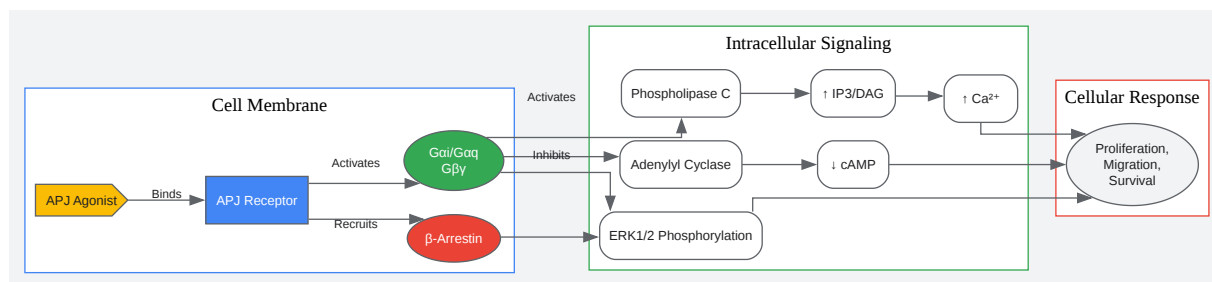 Cell Membrane
APJ Agonist
Binds
APJ Receptor
Activates
Recruits
Gαi/Gαq
Gβγ
β-Arrestin
Activates
Inhibits
Intracellular Signaling
Phospholipase C
↑ IP3/DAG
↑ Ca²⁺
Adenylyl Cyclase
↓ cAMP
ERK1/2 Phosphorylation
Cellular Response
Proliferation,
Migration,
Survival